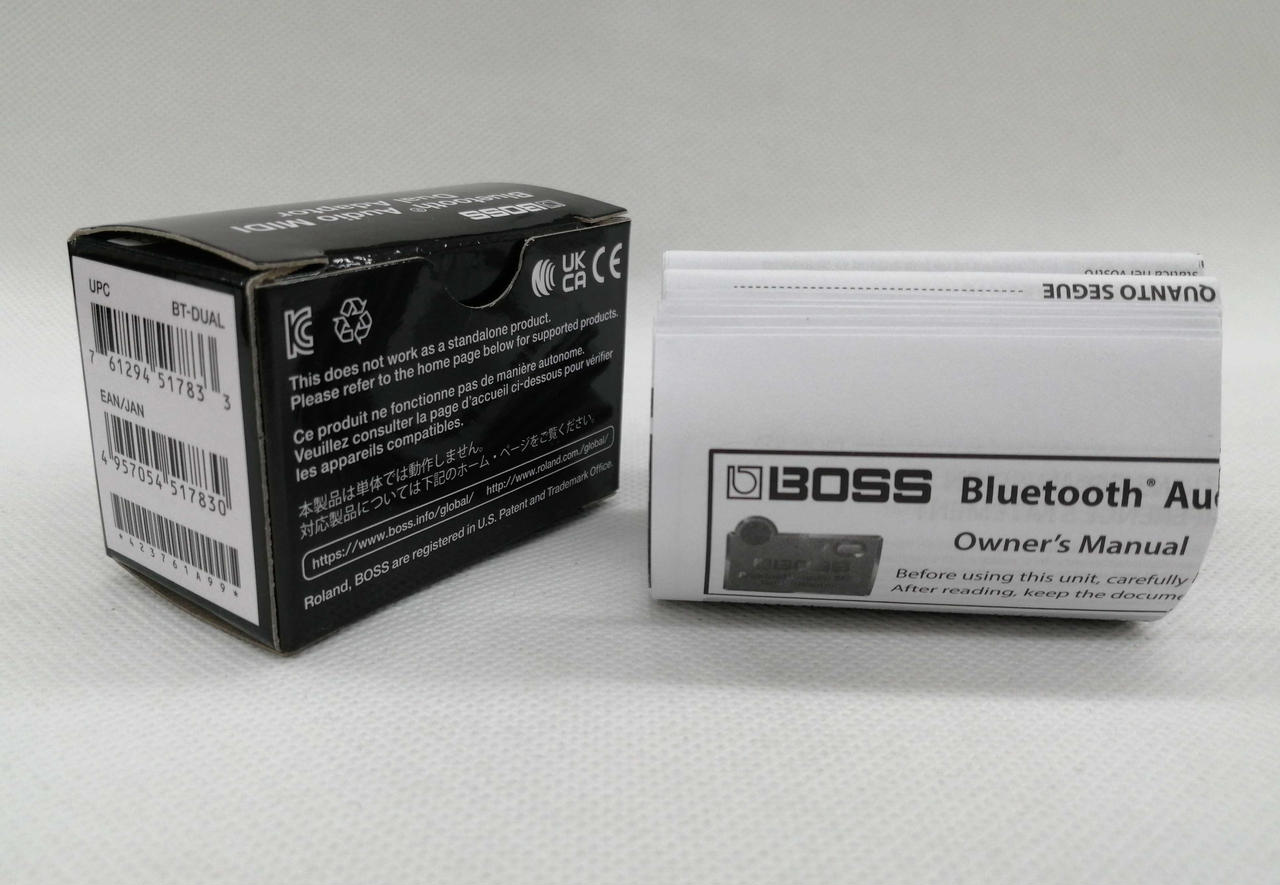 BOSS
Bluetooth® Audio MIDI
Dual Adaptor
UPC
BT-DUAL
7 61294 51783 3
EAN/JAN
4 957054 517830
*423761A99*
UK
CA
CE
This does not work as a standalone product.
Please refer to the home page below for supported products.
Ce produit ne fonctionne pas de manière autonome.
Veuillez consulter la page d'accueil ci-dessous pour vérifier
les appareils compatibles.
本製品は単体では動作しません。
対応製品については下記のホーム・ページをご覧ください。
https://www.boss.info/global/ http://www.roland.com./global/
Roland, BOSS are registered in U.S. Patent and Trademark Office.
statica nel vostro
QUANTO SEGUE
BOSS Bluetooth® Au
Owner's Manual
Before using this unit, carefully
After reading, keep the docume